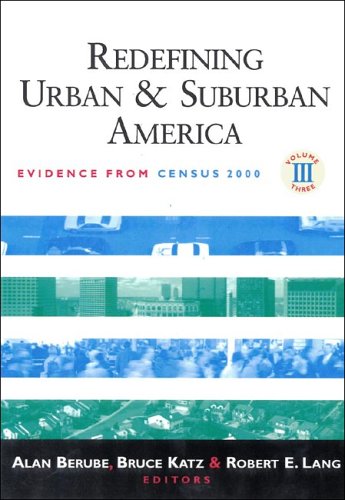 REDEFINING
URBAN & SUBURBAN
AMERICA
EVIDENCE FROM CENSUS 2000
VOLUME
III
THREE
ALAN BERUBE, BRUCE KATZ & ROBERT E. LANG
EDITORS